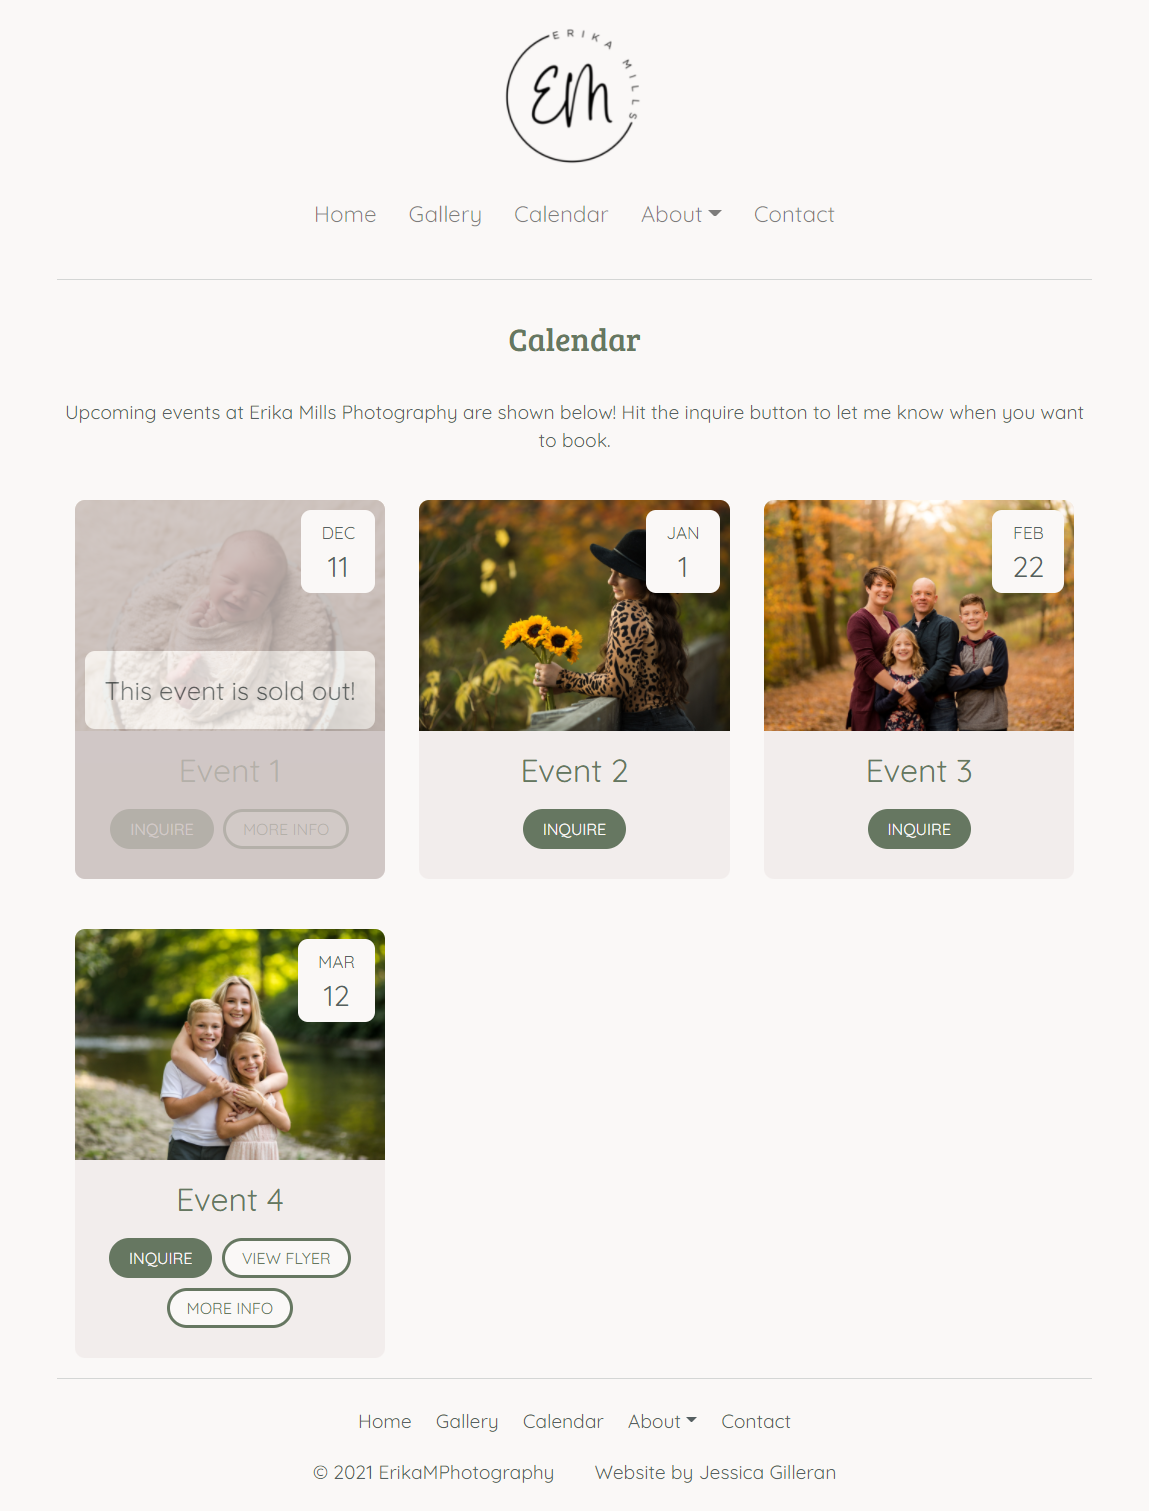 ERIKA MILLS
EM
Home Gallery Calendar About Contact
Calendar
Upcoming events at Erika Mills Photography are shown below! Hit the inquire button to let me know when you want
to book.
DEC
11
This event is sold out!
Event 1
INQUIRE MORE INFO
JAN
1
Event 2
INQUIRE
FEB
22
Event 3
INQUIRE
MAR
12
Event 4
INQUIRE VIEW FLYER
MORE INFO
Home Gallery Calendar About Contact
© 2021 ErikaMPhotography Website by Jessica Gilleran